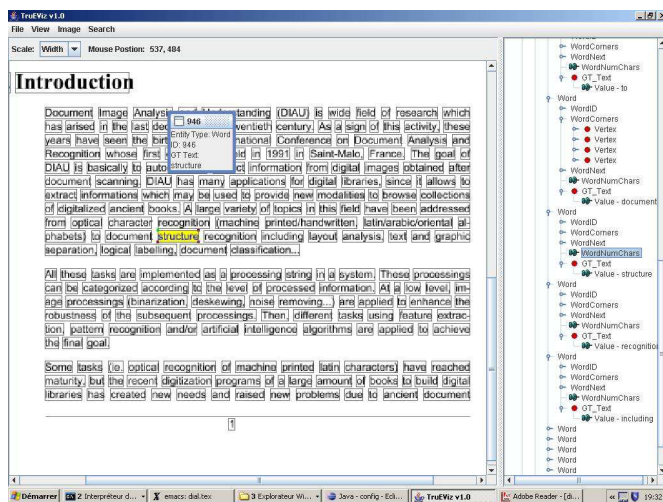 TruEViz v1.0
File View Image Search
Scale: Width Mouse Postion: 537, 484
Introduction
Document Image Analysis and Understanding (DIAU) is wide field of research which
has arised in the last dec wentieth century. As a sign of this activity, these
years have seen the birt national Conference on Document Analysis and
Recognition whose first ld in 1991 in Saint-Malo, France. The goal of
DIAU is basically to auto ct information from digital images obtained after
document scanning. DIAU has many applications for digital libraries, since it allows to
extract informations which may be used to provide new modalities to browse collections
of digitalized ancient books. A large variety of topics in this field have been addressed
from optical character recognition (machine printed/handwritten, latin/arabic/oriental al-
phabets) to document structure recognition including layout analysis, text and graphic
separation, logical labelling, document classification...
946
Entity Type: Word
ID: 946
GT Text:
structure
All these tasks are implemented as a processing string in a system. These processings
can be categorized according to the level of processed information. At a low level, im-
age processings (binarization, deskewing, noise removing...) are applied to enhance the
robustness of the subsequent processings. Then, different tasks using feature extrac-
tion, pattern recognition and/or artificial intelligence algorithms are applied to achieve
the final goal.
Some tasks (ie. optical recognition of machine printed latin characters) have reached
maturity, but the recent digitization programs of a large amount of books to build digital
libraries has created new needs and raised new problems due to ancient document
1
WordCorners
WordNext
WordNumChars
GT_Text
Value - to
Word
WordID
WordCorners
Vertex
Vertex
Vertex
Vertex
WordNext
WordNumChars
GT_Text
Value - document
Word
WordID
WordCorners
WordNext
WordNumChars
GT_Text
Value - structure
Word
WordID
WordCorners
WordNext
WordNumChars
GT_Text
Value - recognition
Word
WordID
WordCorners
WordNext
WordNumChars
GT_Text
Value - including
Word
Word
Word
Word
Démarrer 2 Interpréteur d... emacs: dial.tex 3 Explorateur Wi... Java - config - Ecli... TruEViz v1.0 Adobe Reader - [di... 19:32